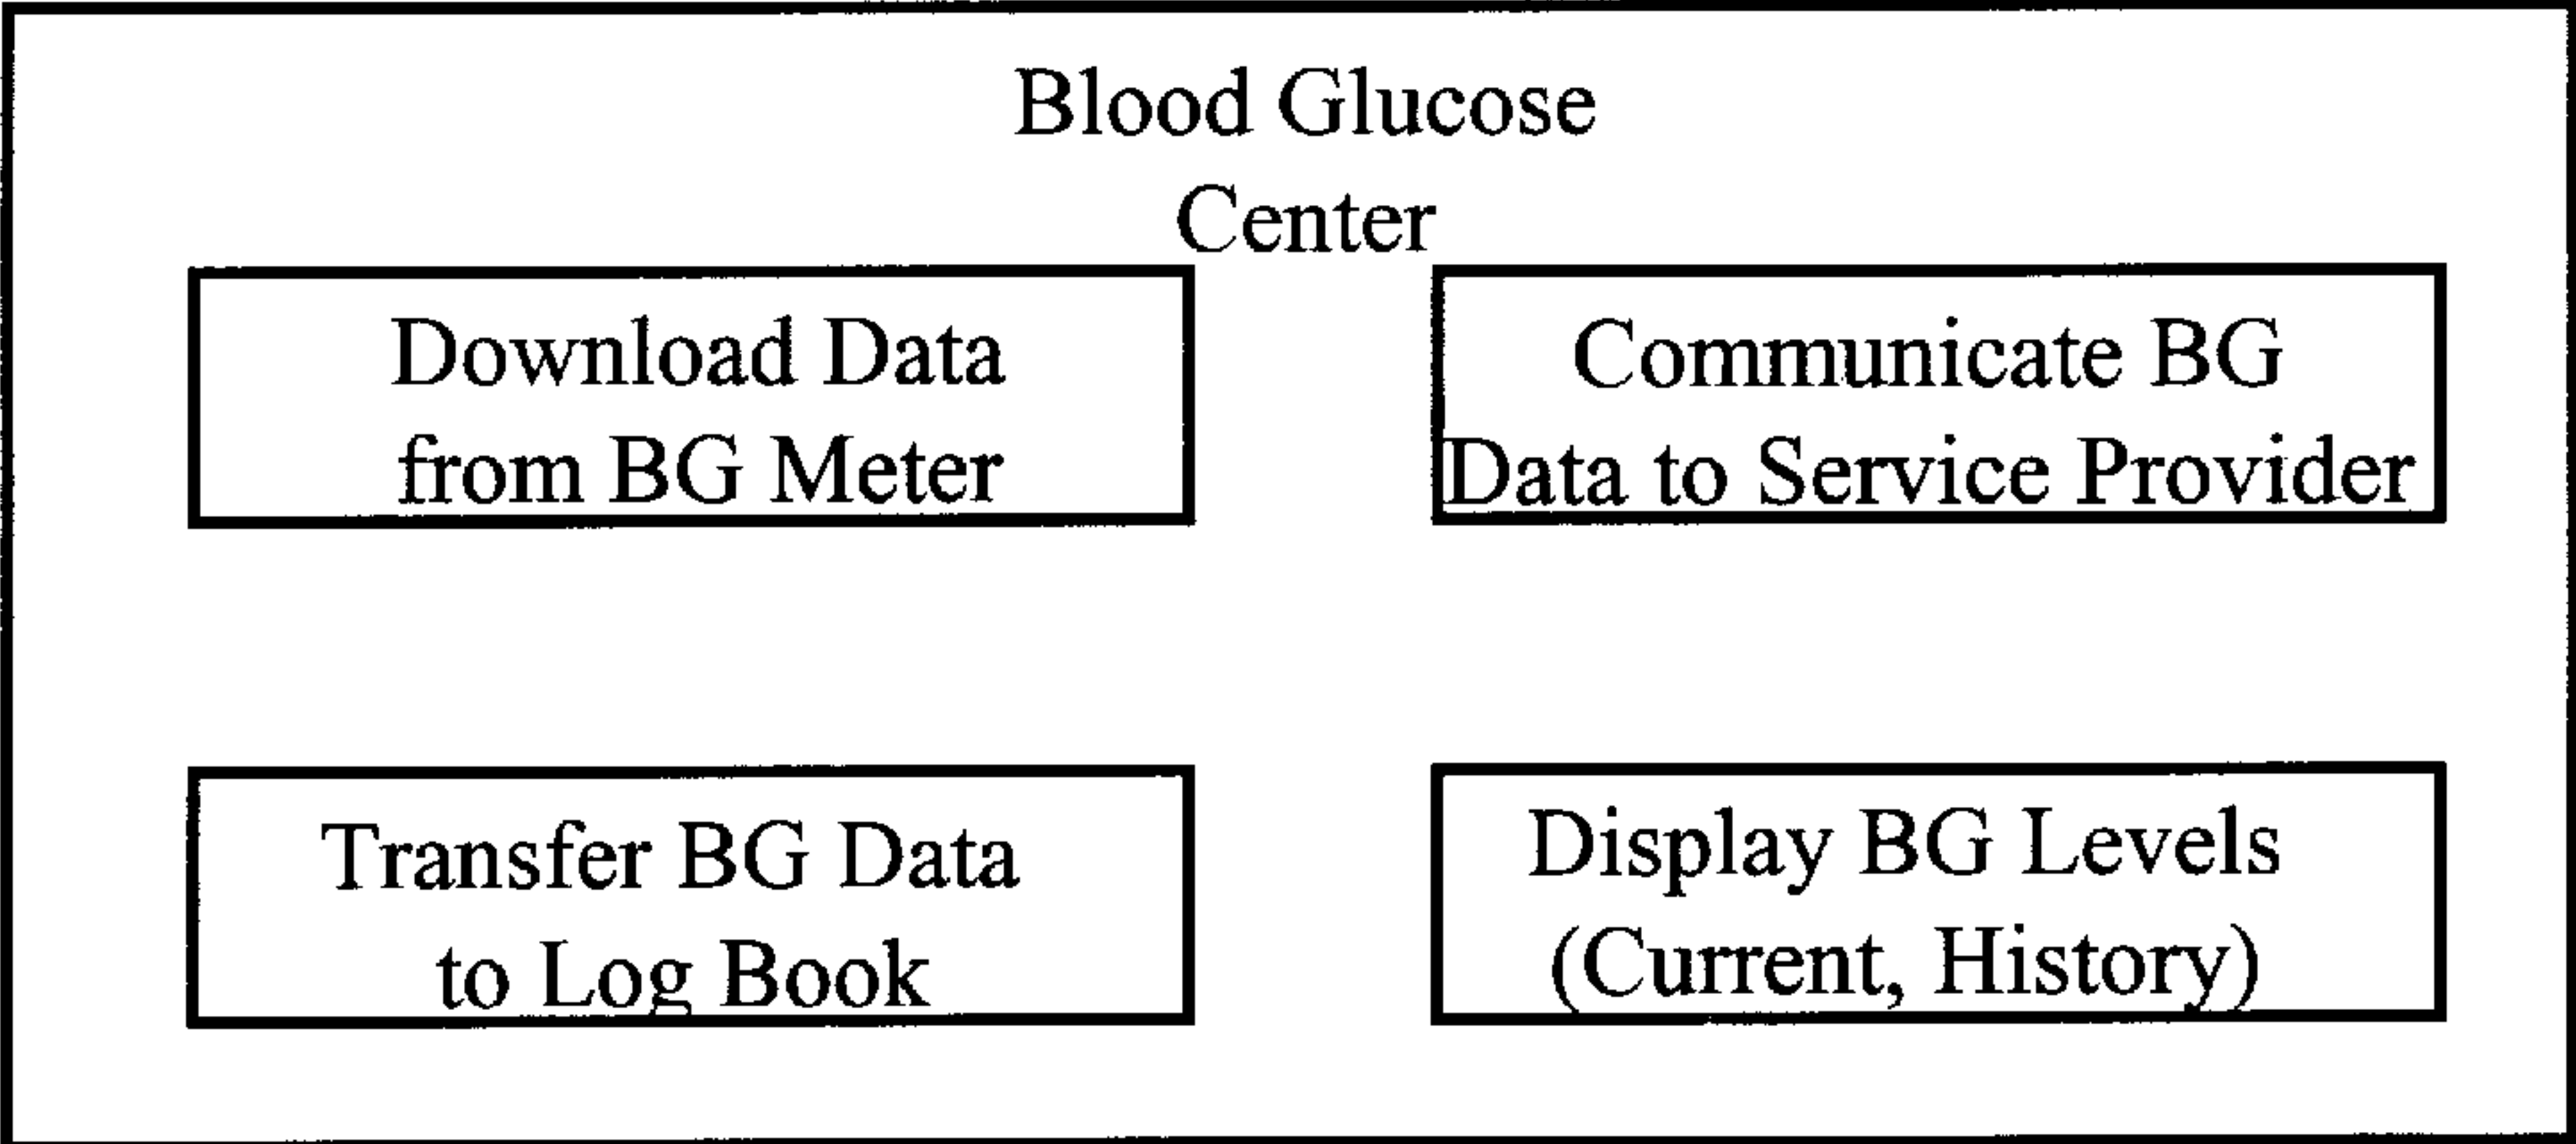 Blood Glucose
Center
Download Data
from BG Meter
Communicate BG
Data to Service Provider
Transfer BG Data
to Log Book
Display BG Levels
(Current, History)